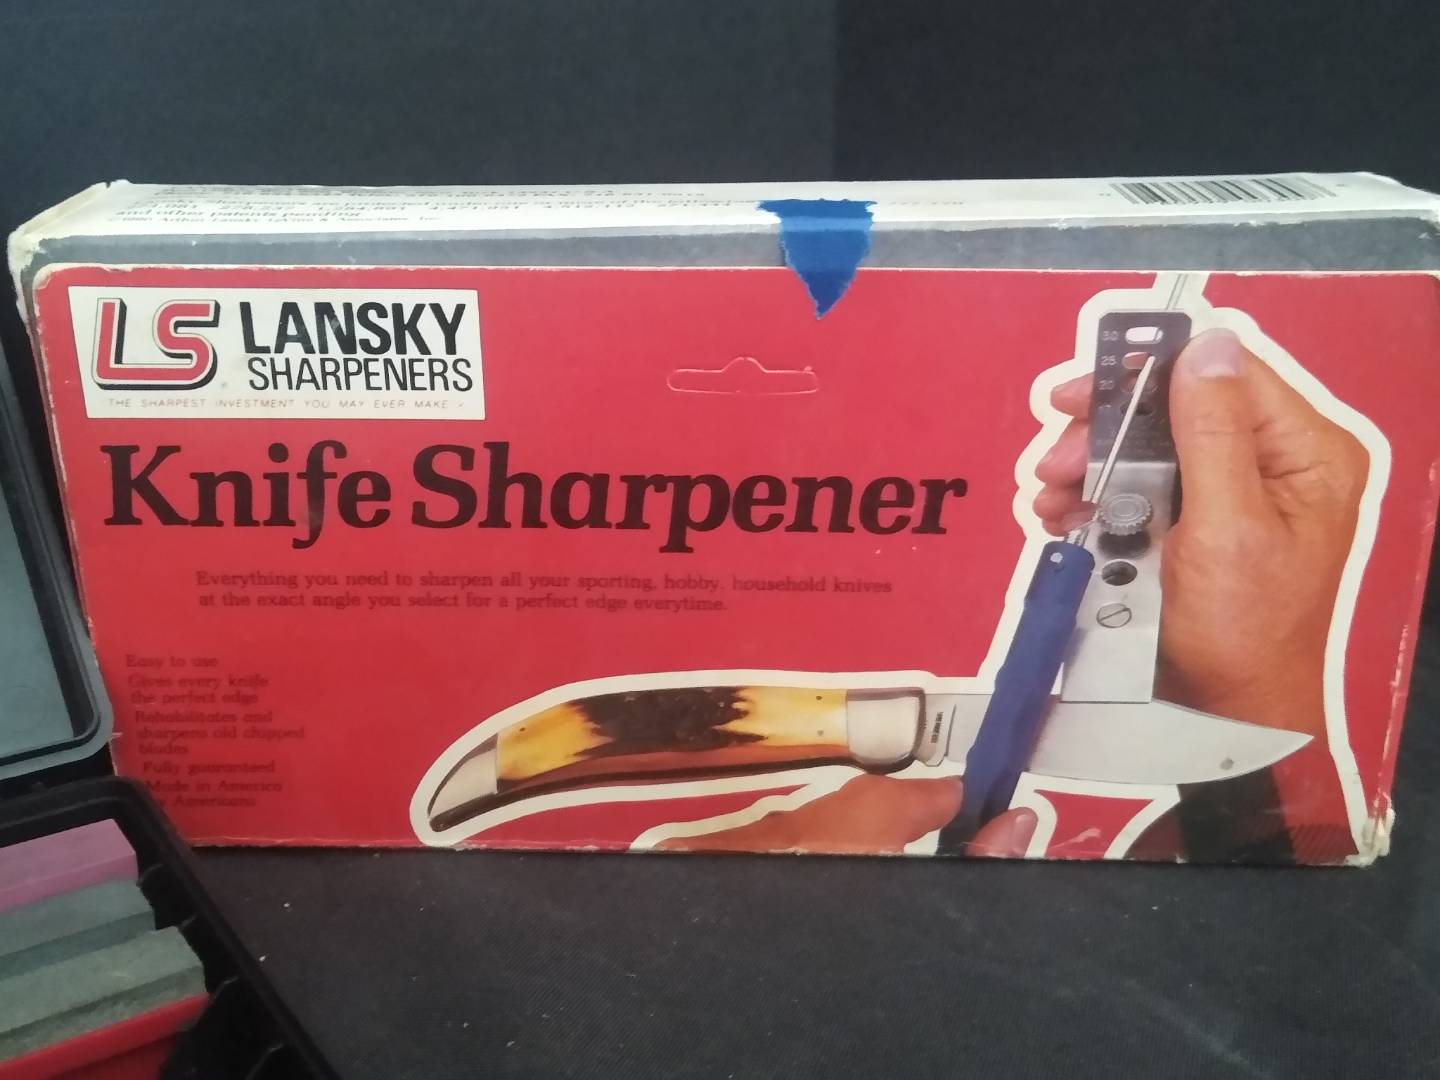 and other patents pending
LS LANSKY
SHARPENERS
THE SHARPEST INVESTMENT YOU MAY EVER MAKE
Knife Sharpener
Everything you need to sharpen all your sporting, hobby, household knives
at the exact angle you select for a perfect edge everytime.
Easy to use
Gives every knife
the perfect edge
Rehabilitates and
sharpens old chipped
blades
Fully guaranteed
Made in America
Americans
30
25
20